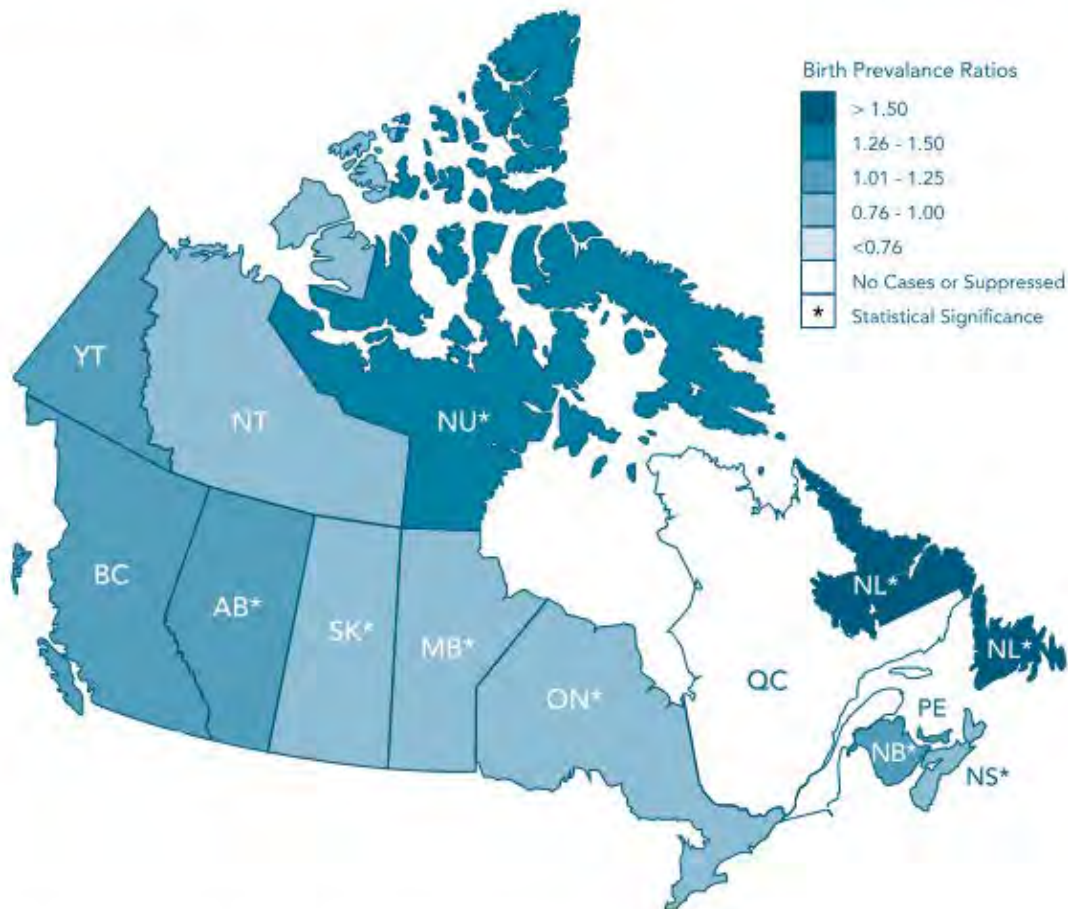 Birth Prevalance Ratios
> 1.50
1.26 - 1.50
1.01 - 1.25
0.76 - 1.00
<0.76
No Cases or Suppressed
* Statistical Significance
YT
NT
NU*
BC
AB*
SK*
MB*
ON*
QC
NL*
NL*
PE
NB*
NS*